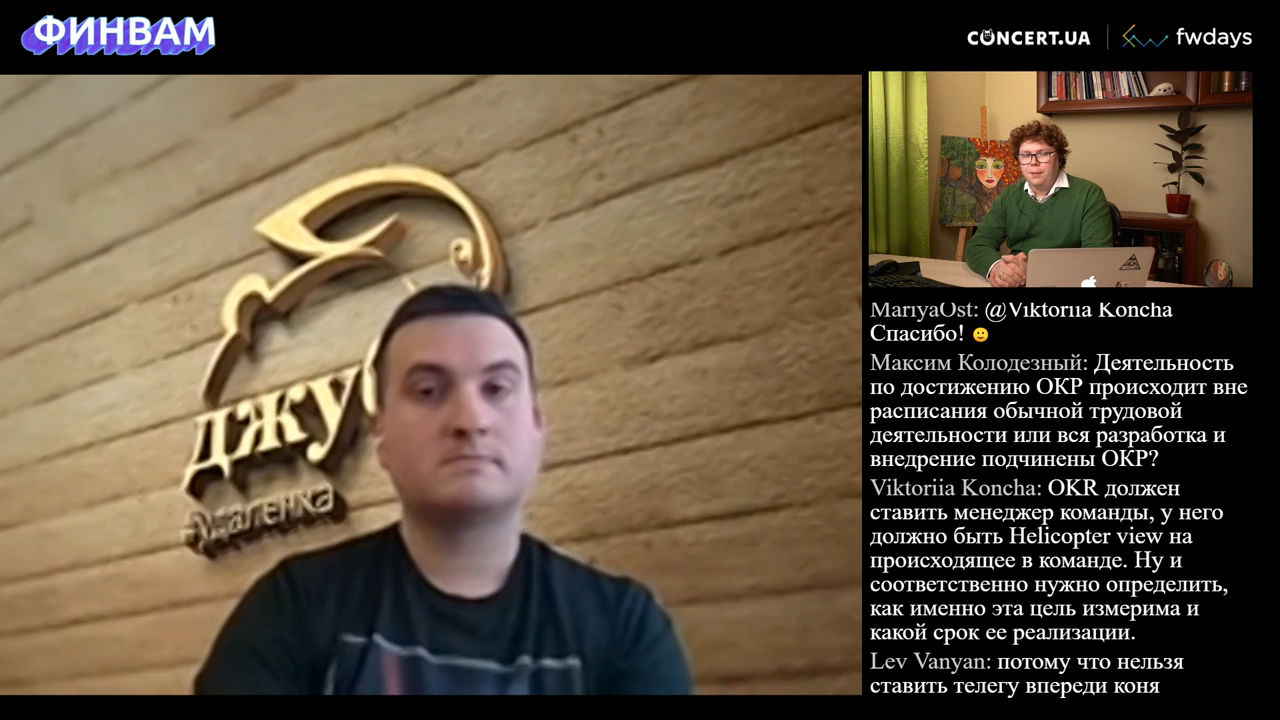 ФИНВАМ
CONCERT.UA
fwdays
джу
удалёнка
MariyaOst: @Viktoriia Koncha
Спасибо! 🙂
Максим Колодезный: Деятельность
по достижению ОКР происходит вне
расписания обычной трудовой
деятельности или вся разработка и
внедрение подчинены ОКР?
Viktoriia Koncha: OKR должен
ставить менеджер команды, у него
должно быть Helicopter view на
происходящее в команде. Ну и
соответственно нужно определить,
как именно эта цель измерима и
какой срок ее реализации.
Lev Vanyan: потому что нельзя
ставить телегу впереди коня